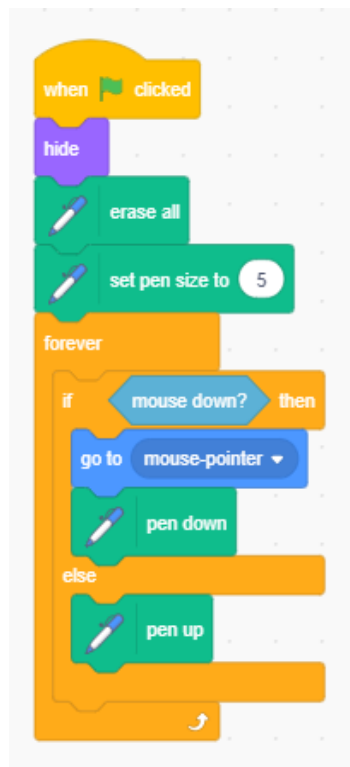 when clicked
hide
erase all
set pen size to 5
forever
if mouse down? then
go to mouse-pointer
pen down
else
pen up